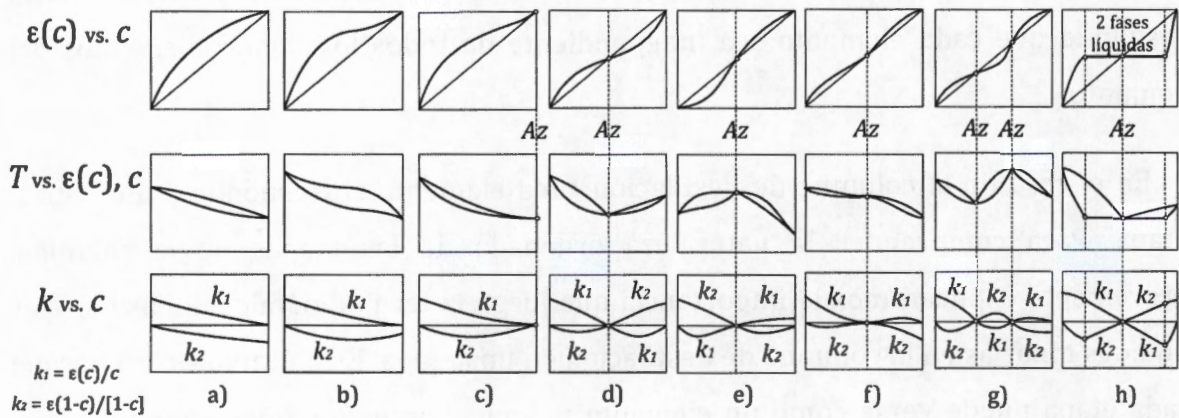 ε(c) vs. c
2 fases
líquidas
Az Az Az Az Az Az Az
T vs. ε(c), c
k vs. c
k₁ k₁ k₁ k₁ k₂ k₂ k₁ k₁ k₂ k₁ k₁ k₂
k₂ k₂ k₂ k₂ k₁ k₁ k₂ k₂ k₂ k₂ k₁ k₂ k₂ k₁
k₁ = ε(c)/c
k₂ = ε(1-c)/[1-c]
a) b) c) d) e) f) g) h)